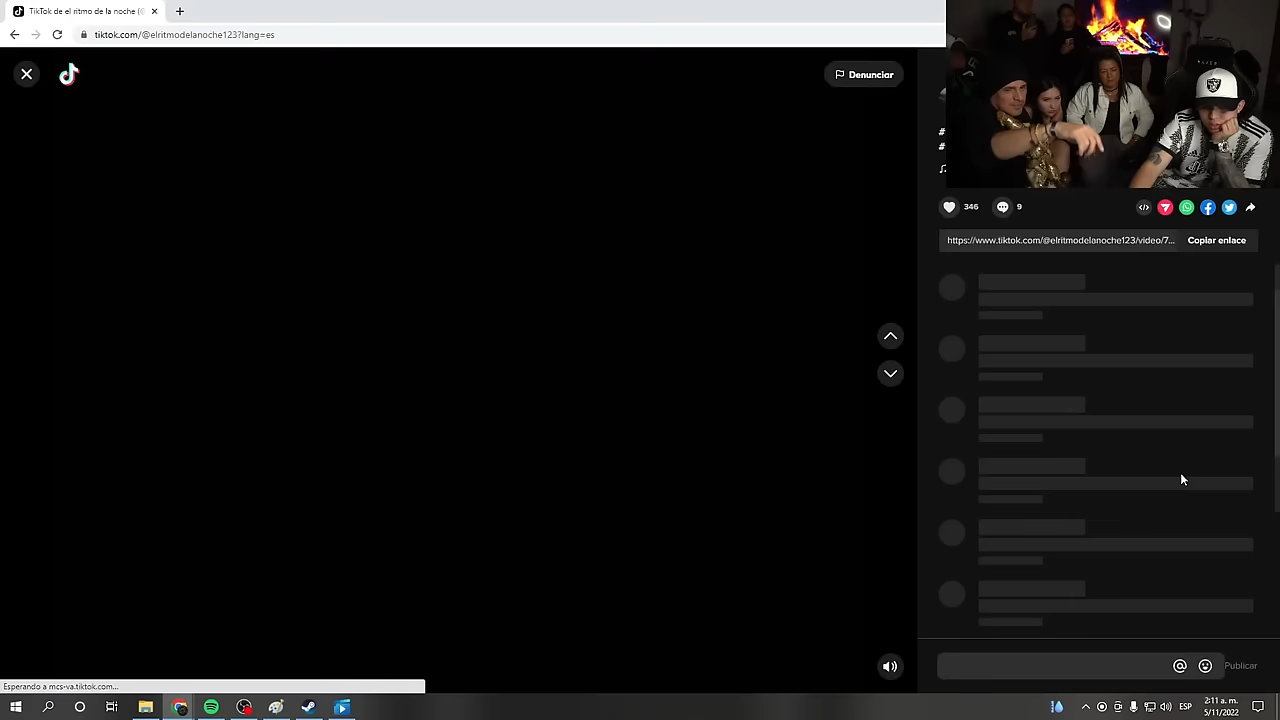 TikTok de el ritmo de la noche (@
tiktok.com/@elritmodelanoche123?lang=es
Denunciar
#
#
346
9
https://www.tiktok.com/@elritmodelanoche123/video/7...
Copiar enlace
Publicar
Esperando a mcs-va.tiktok.com...
ESP
2:11 a. m.
5/11/2022